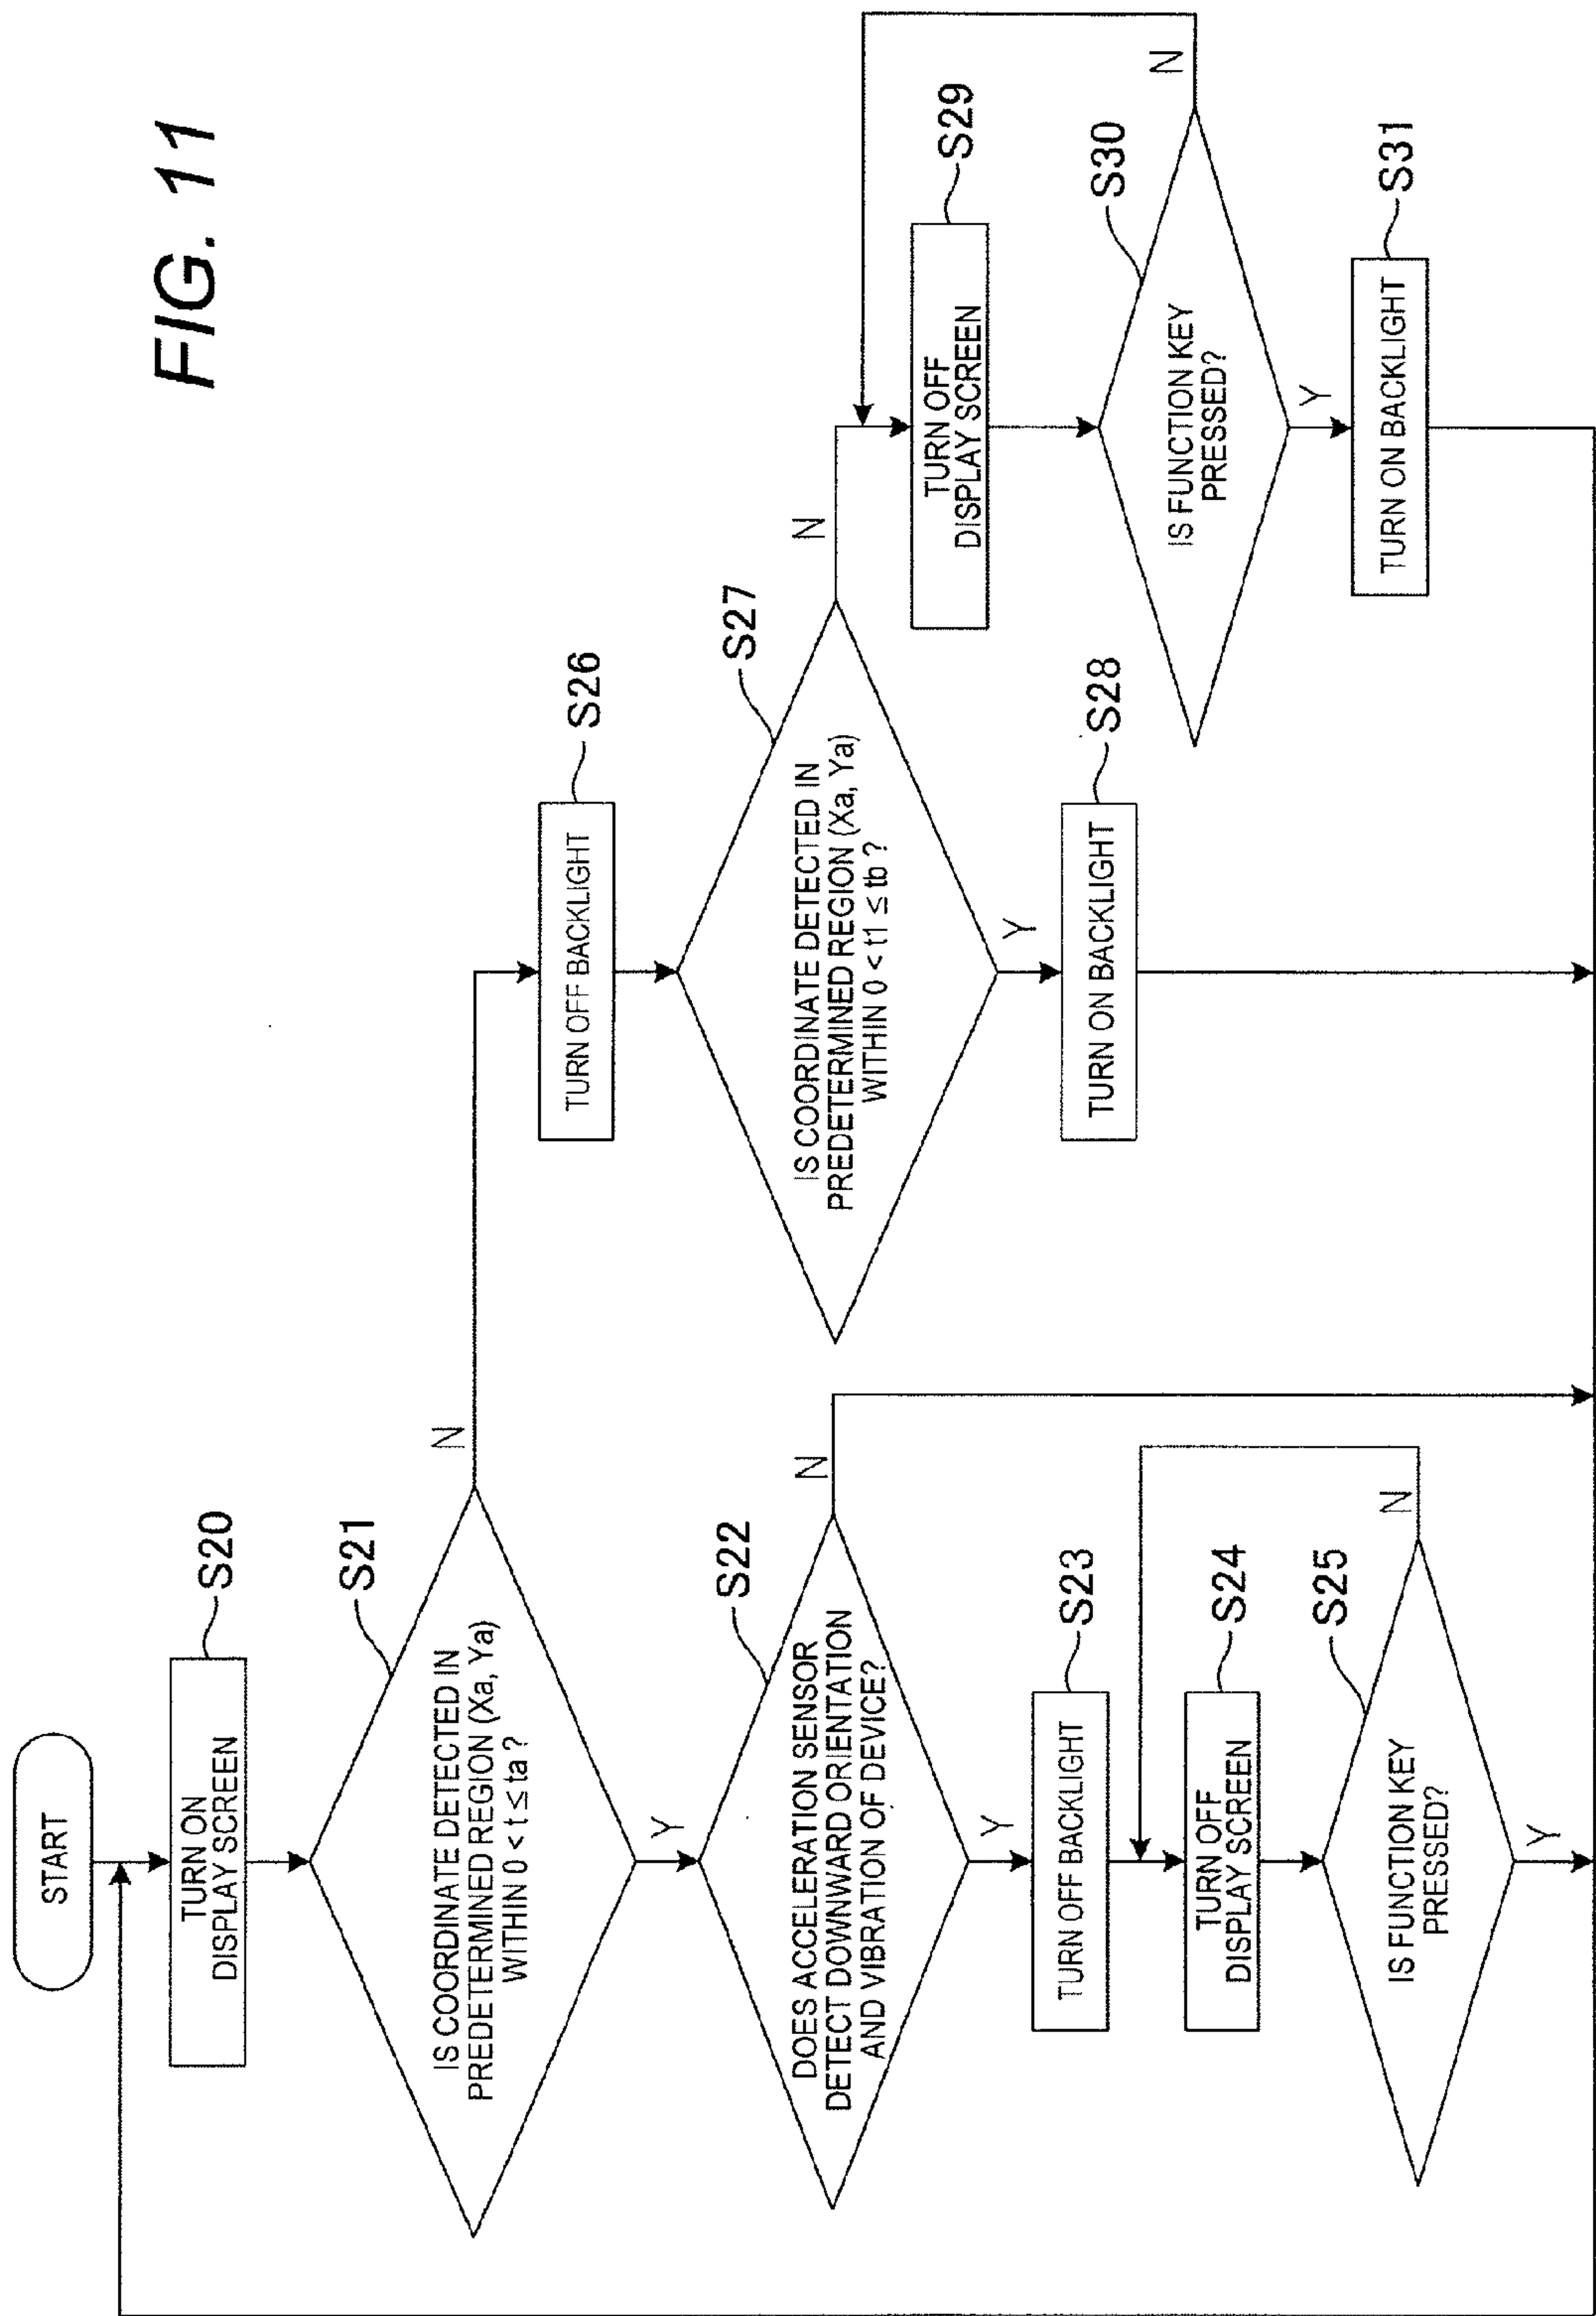 FIG. 11
START
TURN ON
DISPLAY SCREEN
S20
IS COORDINATE DETECTED IN
PREDETERMINED REGION (Xa, Ya)
WITHIN 0 < t ≤ ta ?
S21
N
Y
DOES ACCELERATION SENSOR
DETECT DOWNWARD ORIENTATION
AND VIBRATION OF DEVICE?
S22
N
Y
TURN OFF BACKLIGHT
S23
TURN OFF
DISPLAY SCREEN
S24
IS FUNCTION KEY
PRESSED?
S25
N
Y
TURN OFF BACKLIGHT
S26
IS COORDINATE DETECTED IN
PREDETERMINED REGION (Xa, Ya)
WITHIN 0 < t1 ≤ tb ?
S27
N
Y
TURN ON BACKLIGHT
S28
TURN OFF
DISPLAY SCREEN
S29
IS FUNCTION KEY
PRESSED?
S30
N
Y
TURN ON BACKLIGHT
S31